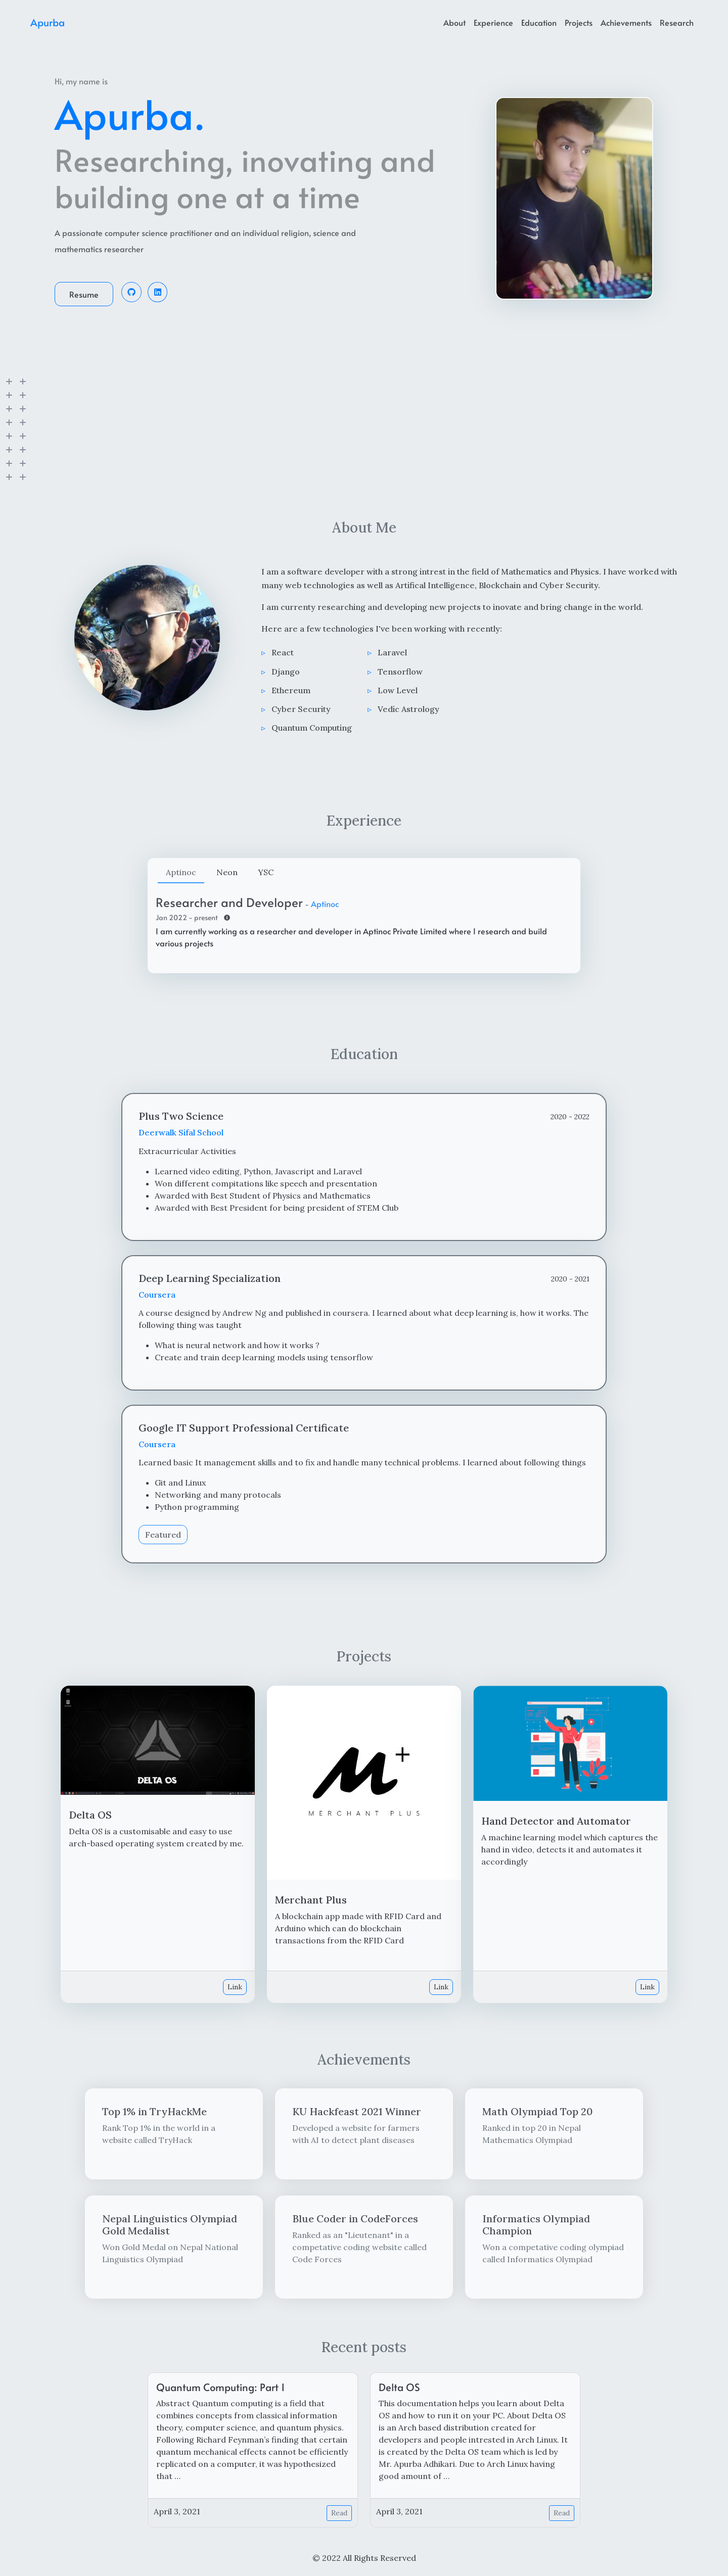 Apurba
About Experience Education Projects Achievements Research
Hi, my name is
Apurba.
Researching, inovating and
building one at a time
A passionate computer science practitioner and an individual religion, science and
mathematics researcher
Resume
About Me
I am a software developer with a strong intrest in the field of Mathematics and Physics. I have worked with
many web technologies as well as Artifical Intelligence, Blockchain and Cyber Security.
I am currenty researching and developing new projects to inovate and bring change in the world.
Here are a few technologies I've been working with recently:
React
Django
Ethereum
Cyber Security
Quantum Computing
Laravel
Tensorflow
Low Level
Vedic Astrology
Experience
Aptinoc Neon YSC
Researcher and Developer - Aptinoc
Jan 2022 - present
I am currently working as a researcher and developer in Aptinoc Private Limited where I research and build
various projects
Education
Plus Two Science
2020 - 2022
Deerwalk Sifal School
Extracurricular Activities
Learned video editing, Python, Javascript and Laravel
Won different compitations like speech and presentation
Awarded with Best Student of Physics and Mathematics
Awarded with Best President for being president of STEM Club
Deep Learning Specialization
2020 - 2021
Coursera
A course designed by Andrew Ng and published in coursera. I learned about what deep learning is, how it works. The
following thing was taught
What is neural network and how it works ?
Create and train deep learning models using tensorflow
Google IT Support Professional Certificate
Coursera
Learned basic It management skills and to fix and handle many technical problems. I learned about following things
Git and Linux
Networking and many protocals
Python programming
Featured
Projects
DELTA OS
Delta OS
Delta OS is a customisable and easy to use
arch-based operating system created by me.
Link
M+
MERCHANT PLUS
Merchant Plus
A blockchain app made with RFID Card and
Arduino which can do blockchain
transactions from the RFID Card
Link
Hand Detector and Automator
A machine learning model which captures the
hand in video, detects it and automates it
accordingly
Link
Achievements
Top 1% in TryHackMe
Rank Top 1% in the world in a
website called TryHack
KU Hackfeast 2021 Winner
Developed a website for farmers
with AI to detect plant diseases
Math Olympiad Top 20
Ranked in top 20 in Nepal
Mathematics Olympiad
Nepal Linguistics Olympiad
Gold Medalist
Won Gold Medal on Nepal National
Linguistics Olympiad
Blue Coder in CodeForces
Ranked as an "Lieutenant" in a
competative coding website called
Code Forces
Informatics Olympiad
Champion
Won a competative coding olympiad
called Informatics Olympiad
Recent posts
Quantum Computing: Part 1
Abstract Quantum computing is a field that
combines concepts from classical information
theory, computer science, and quantum physics.
Following Richard Feynman's finding that certain
quantum mechanical effects cannot be efficiently
replicated on a computer, it was hypothesized
that ...
April 3, 2021
Read
Delta OS
This documentation helps you learn about Delta
OS and how to run it on your PC. About Delta OS
is an Arch based distribution created for
developers and people intrested in Arch Linux. It
is created by the Delta OS team which is led by
Mr. Apurba Adhikari. Due to Arch Linux having
good amount of ...
April 3, 2021
Read
© 2022 All Rights Reserved